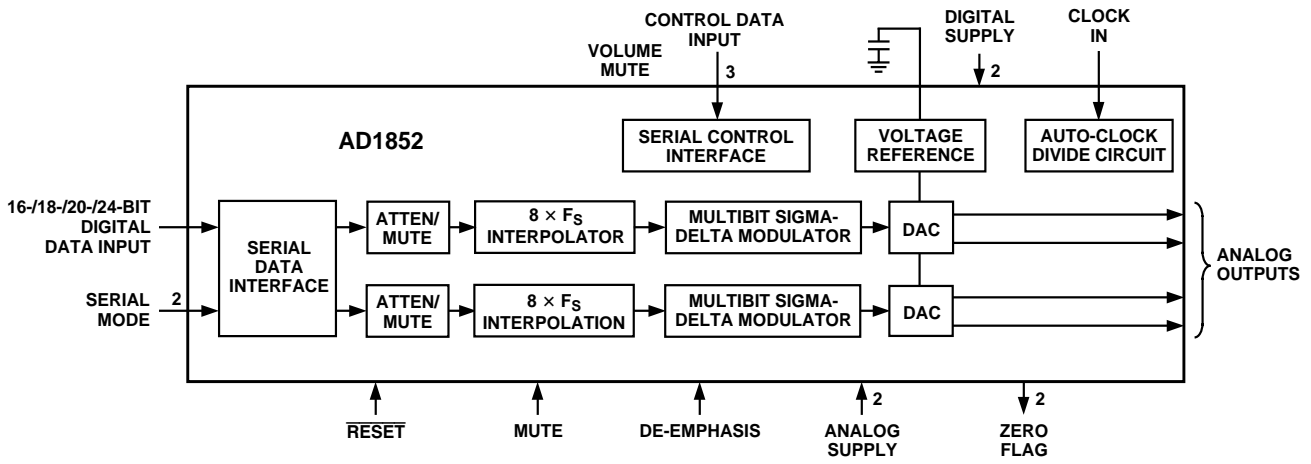 CONTROL DATA
INPUT
VOLUME
MUTE
3
DIGITAL
SUPPLY
2
CLOCK
IN
AD1852
SERIAL CONTROL
INTERFACE
VOLTAGE
REFERENCE
AUTO-CLOCK
DIVIDE CIRCUIT
16-/18-/20-/24-BIT
DIGITAL
DATA INPUT
SERIAL
MODE
2
SERIAL
DATA
INTERFACE
ATTEN/
MUTE
8 × FS
INTERPOLATOR
MULTIBIT SIGMA-
DELTA MODULATOR
DAC
ATTEN/
MUTE
8 × FS
INTERPOLATION
MULTIBIT SIGMA-
DELTA MODULATOR
DAC
ANALOG
OUTPUTS
RESET
MUTE
DE-EMPHASIS
2
ANALOG
SUPPLY
2
ZERO
FLAG